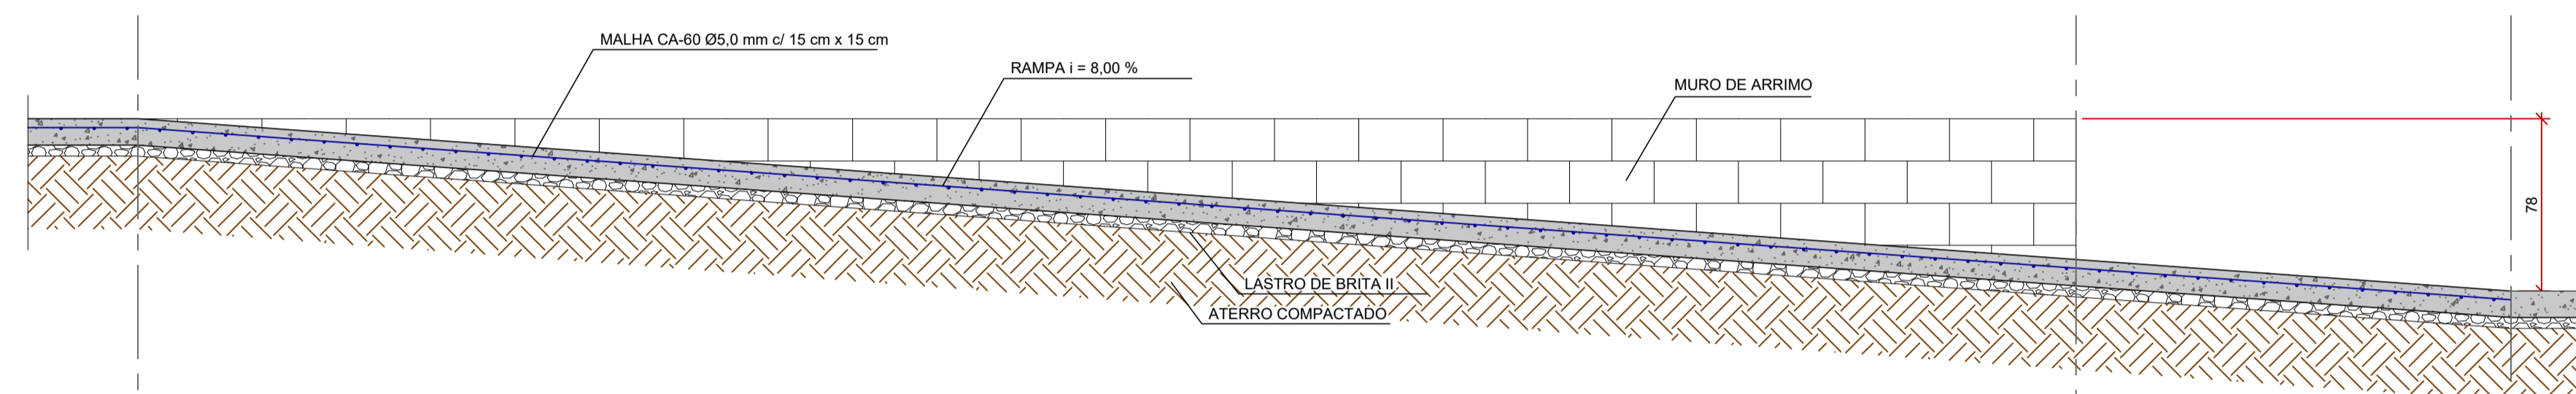 MALHA CA-60 Ø5,0 mm c/ 15 cm x 15 cm
RAMPA i = 8,00 %
MURO DE ARRIMO
78
LASTRO DE BRITA II
ATERRO COMPACTADO